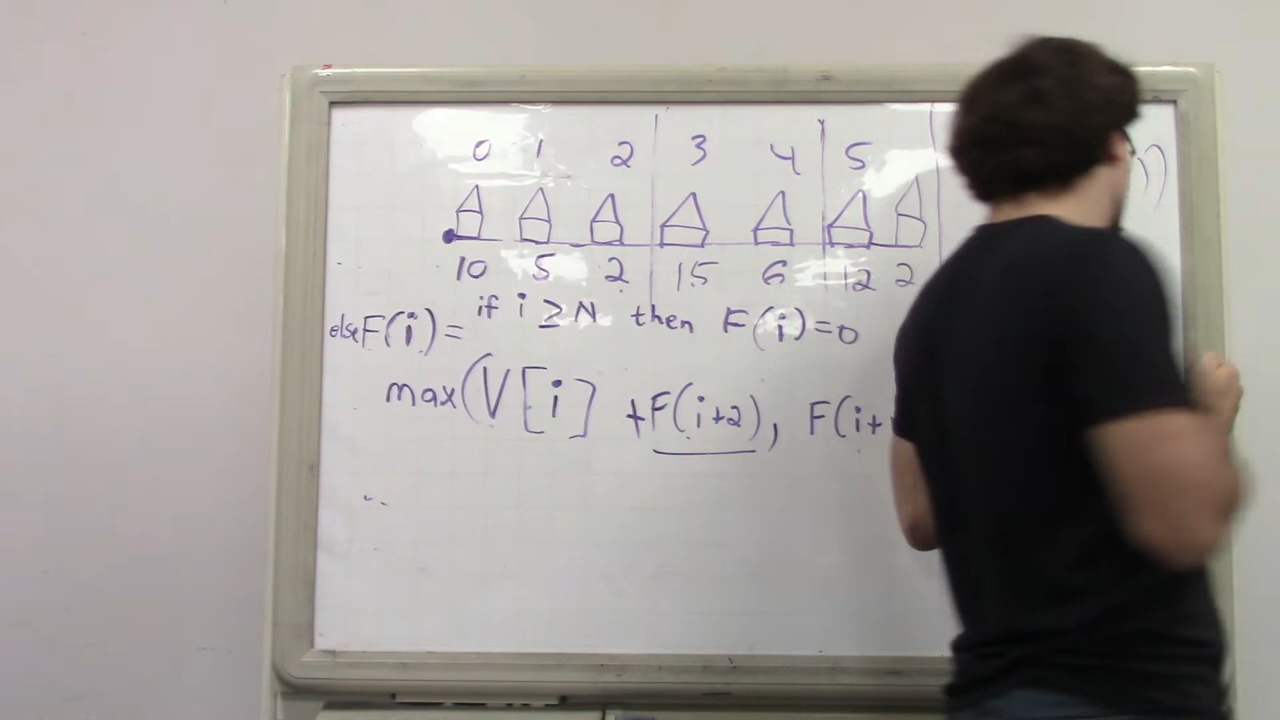 0 1 2 3 4 5
10 5 2 15 6 12 2
if i ≥ N then F(i)=0
else F(i)=
max(V[i] +F(i+2), F(i+